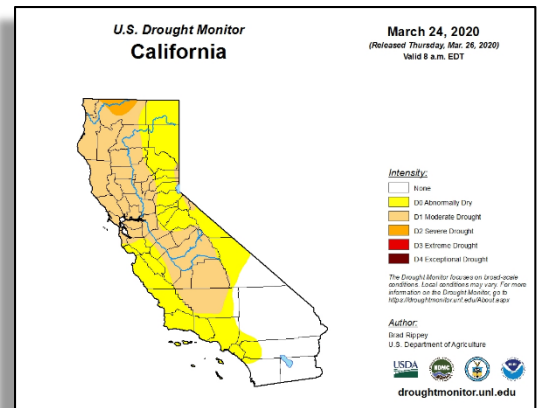 U.S. Drought Monitor
California
March 24, 2020
(Released Thursday, Mar. 26, 2020)
Valid 8 a.m. EDT
Intensity:
None
D0 Abnormally Dry
D1 Moderate Drought
D2 Severe Drought
D3 Extreme Drought
D4 Exceptional Drought
The Drought Monitor focuses on broad-scale
conditions. Local conditions may vary. For more
information on the Drought Monitor, go to
https://droughtmonitor.unl.edu/About.aspx
Author:
Brad Rippey
U.S. Department of Agriculture
USDA
NDMC
droughtmonitor.unl.edu